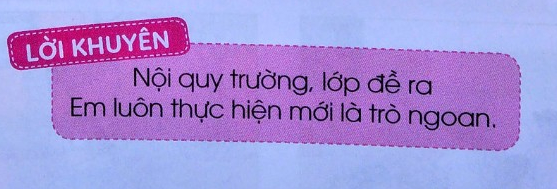 LỜI KHUYÊN
Nội quy trường, lớp đề ra
Em luôn thực hiện mới là trò ngoan.